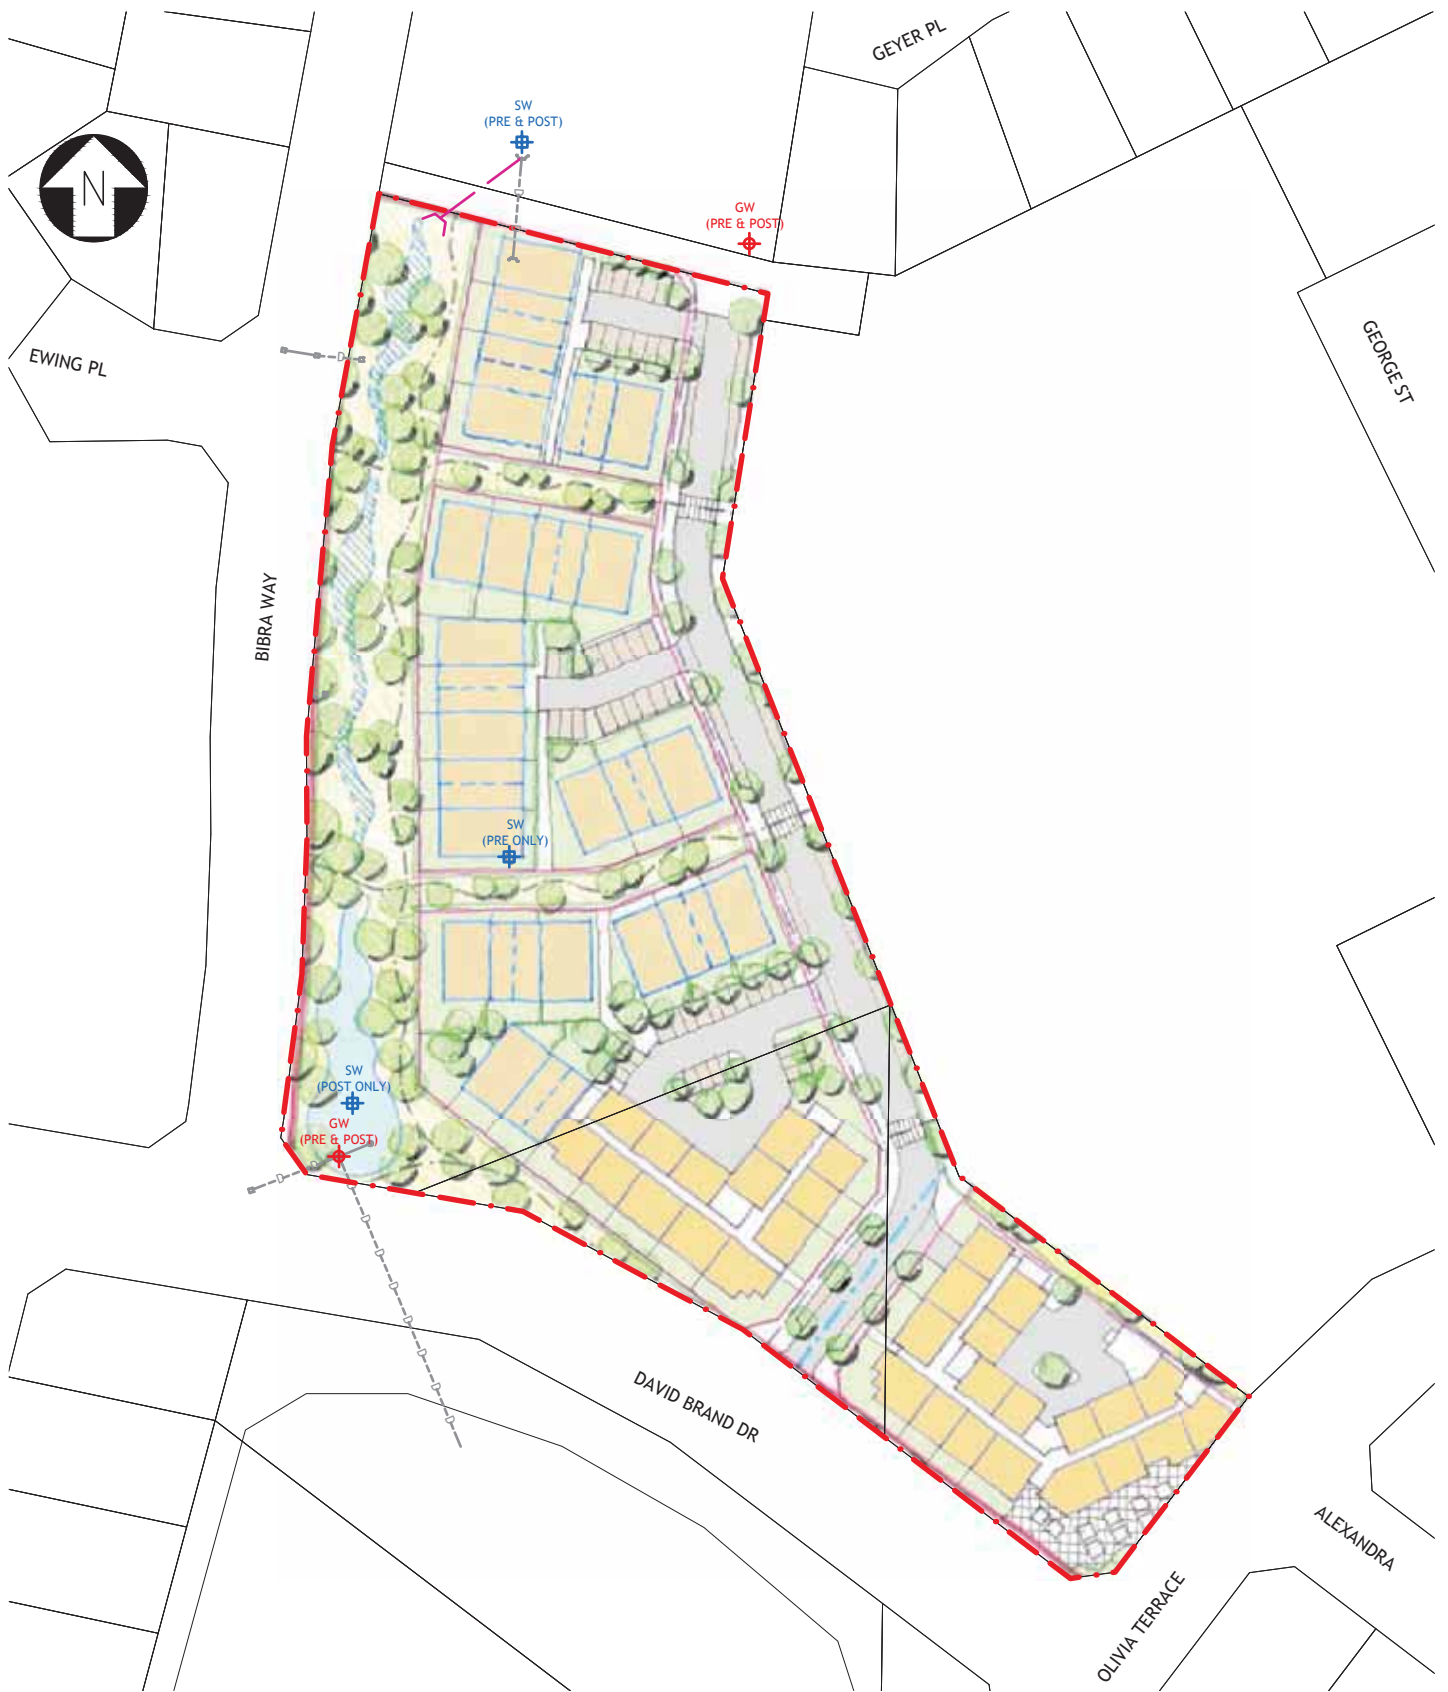 GEYER PL
SW
(PRE & POST)
N
GW
(PRE & POST)
EWING PL
GEORGE ST
BIBRA WAY
SW
(PRE ONLY)
SW
(POST ONLY)
GW
(PRE & POST)
DAVID BRAND DR
ALEXANDRA
OLIVIA TERRACE